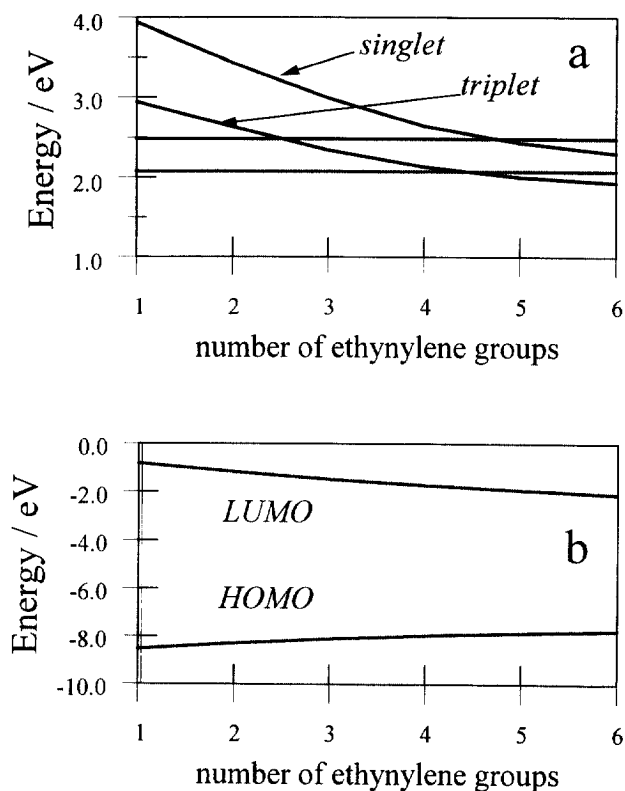 4.0
singlet
a
3.0
triplet
2.0
1.0
Energy / eV
1 2 3 4 5 6
number of ethynylene groups
0.0
-2.0
LUMO
-4.0
b
-6.0
HOMO
-8.0
-10.0
Energy / eV
1 2 3 4 5 6
number of ethynylene groups